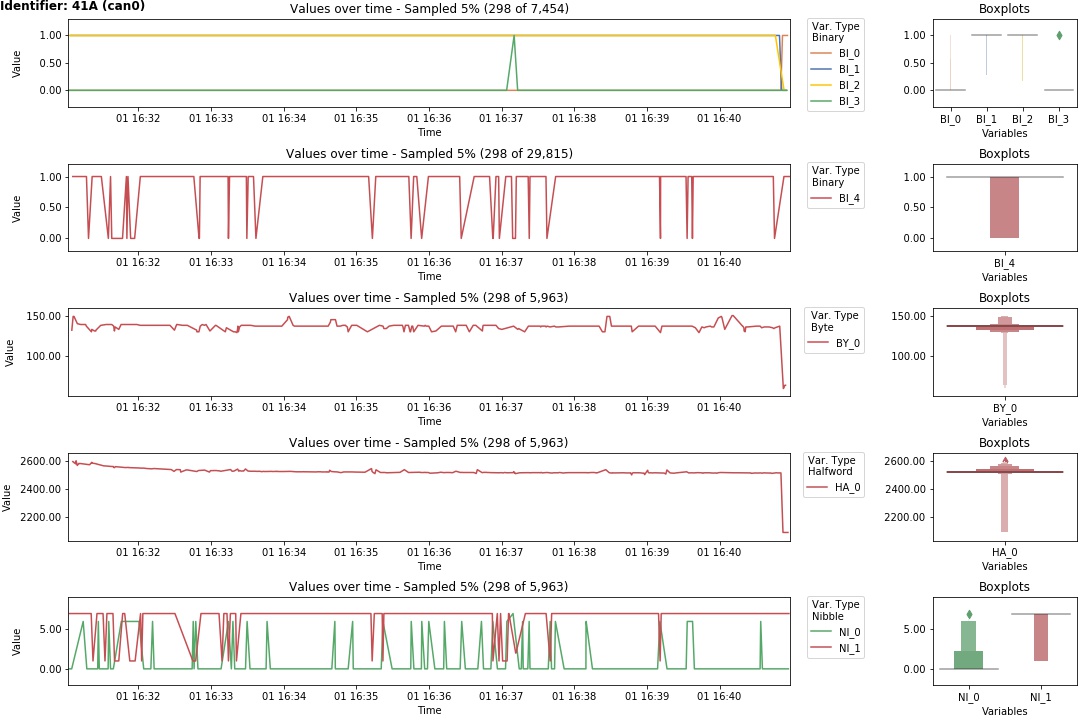 Identifier: 41A (can0)
Values over time - Sampled 5% (298 of 7,454)
Boxplots
Value
1.00
0.50
0.00
01 16:32 01 16:33 01 16:34 01 16:35 01 16:36 01 16:37 01 16:38 01 16:39 01 16:40
Time
Var. Type
Binary
BI_0
BI_1
BI_2
BI_3
1.00
0.50
0.00
BI_0 BI_1 BI_2 BI_3
Variables
Values over time - Sampled 5% (298 of 29,815)
Boxplots
Value
1.00
0.50
0.00
01 16:32 01 16:33 01 16:34 01 16:35 01 16:36 01 16:37 01 16:38 01 16:39 01 16:40
Time
Var. Type
Binary
BI_4
1.00
0.50
0.00
BI_4
Variables
Values over time - Sampled 5% (298 of 5,963)
Boxplots
Value
150.00
100.00
01 16:32 01 16:33 01 16:34 01 16:35 01 16:36 01 16:37 01 16:38 01 16:39 01 16:40
Time
Var. Type
Byte
BY_0
150.00
100.00
BY_0
Variables
Values over time - Sampled 5% (298 of 5,963)
Boxplots
Value
2600.00
2400.00
2200.00
01 16:32 01 16:33 01 16:34 01 16:35 01 16:36 01 16:37 01 16:38 01 16:39 01 16:40
Time
Var. Type
Halfword
HA_0
2600.00
2400.00
2200.00
HA_0
Variables
Values over time - Sampled 5% (298 of 5,963)
Boxplots
Value
5.00
0.00
01 16:32 01 16:33 01 16:34 01 16:35 01 16:36 01 16:37 01 16:38 01 16:39 01 16:40
Time
Var. Type
Nibble
NI_0
NI_1
5.00
0.00
NI_0 NI_1
Variables